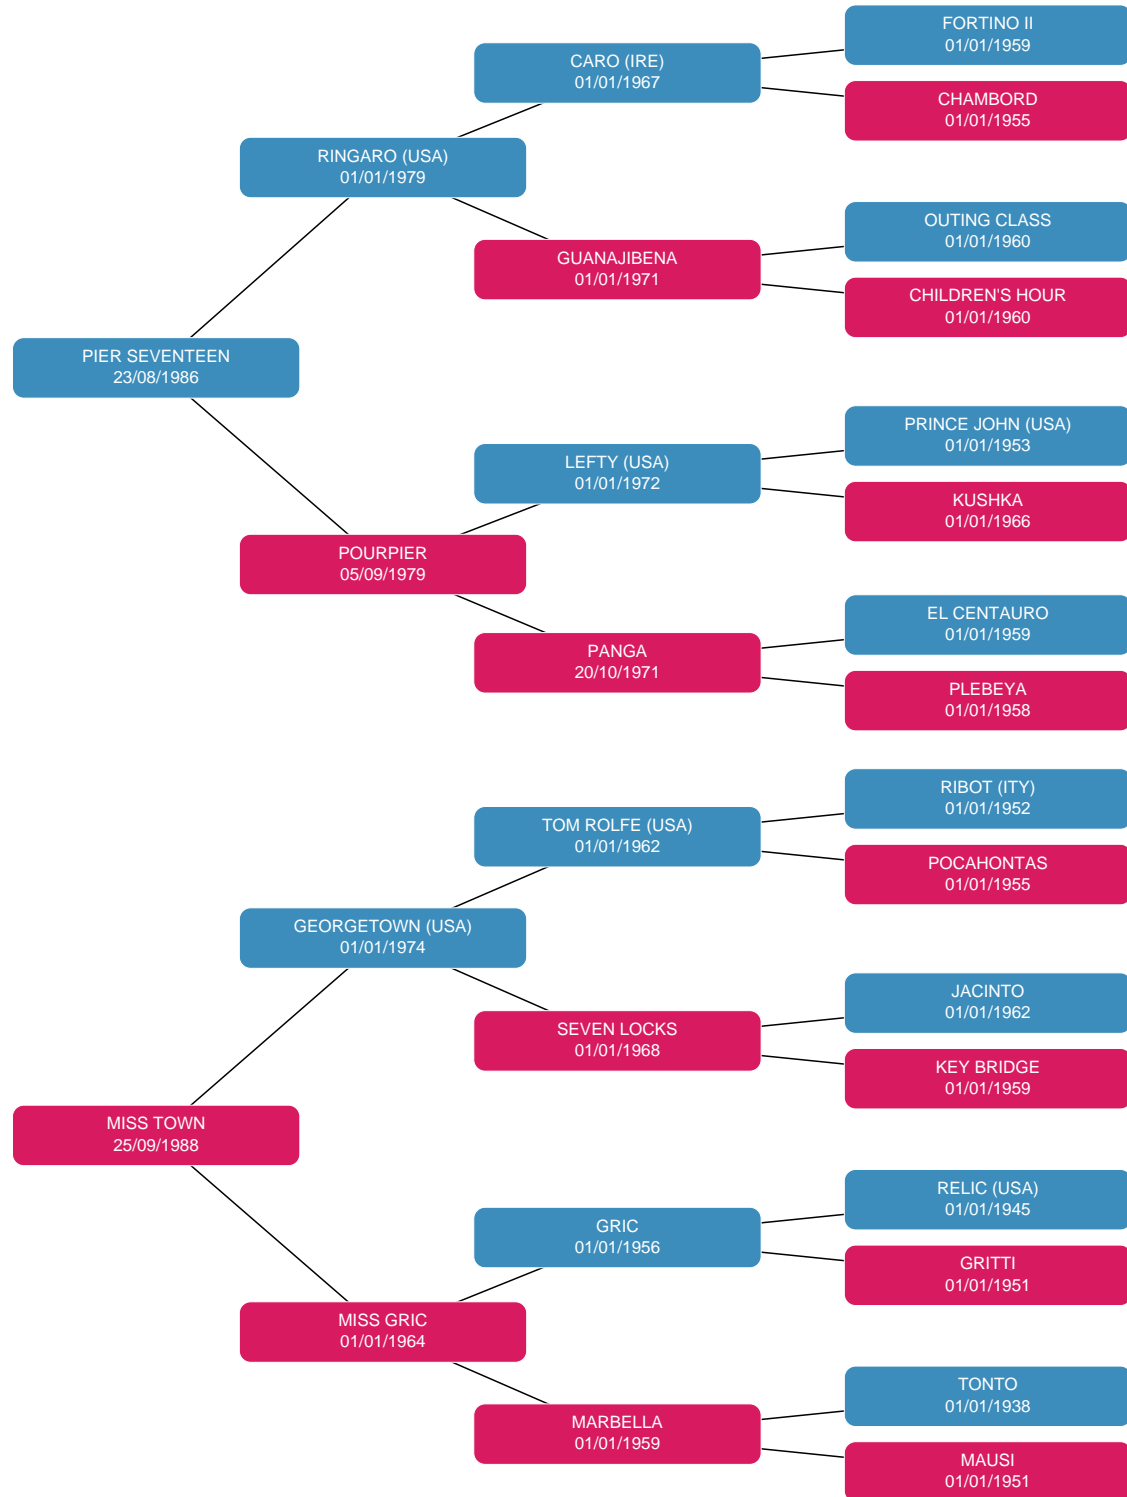 FORTINO II
01/01/1959
CARO (IRE)
01/01/1967
CHAMBORD
01/01/1955
RINGARO (USA)
01/01/1979
OUTING CLASS
01/01/1960
GUANAJIBENA
01/01/1971
CHILDREN'S HOUR
01/01/1960
PIER SEVENTEEN
23/08/1986
PRINCE JOHN (USA)
01/01/1953
LEFTY (USA)
01/01/1972
KUSHKA
01/01/1966
POURPIER
05/09/1979
EL CENTAURO
01/01/1959
PANGA
20/10/1971
PLEBEYA
01/01/1958
RIBOT (ITY)
01/01/1952
TOM ROLFE (USA)
01/01/1962
POCAHONTAS
01/01/1955
GEORGETOWN (USA)
01/01/1974
JACINTO
01/01/1962
SEVEN LOCKS
01/01/1968
KEY BRIDGE
01/01/1959
MISS TOWN
25/09/1988
RELIC (USA)
01/01/1945
GRIC
01/01/1956
GRITTI
01/01/1951
MISS GRIC
01/01/1964
TONTO
01/01/1938
MARBELLA
01/01/1959
MAUSI
01/01/1951